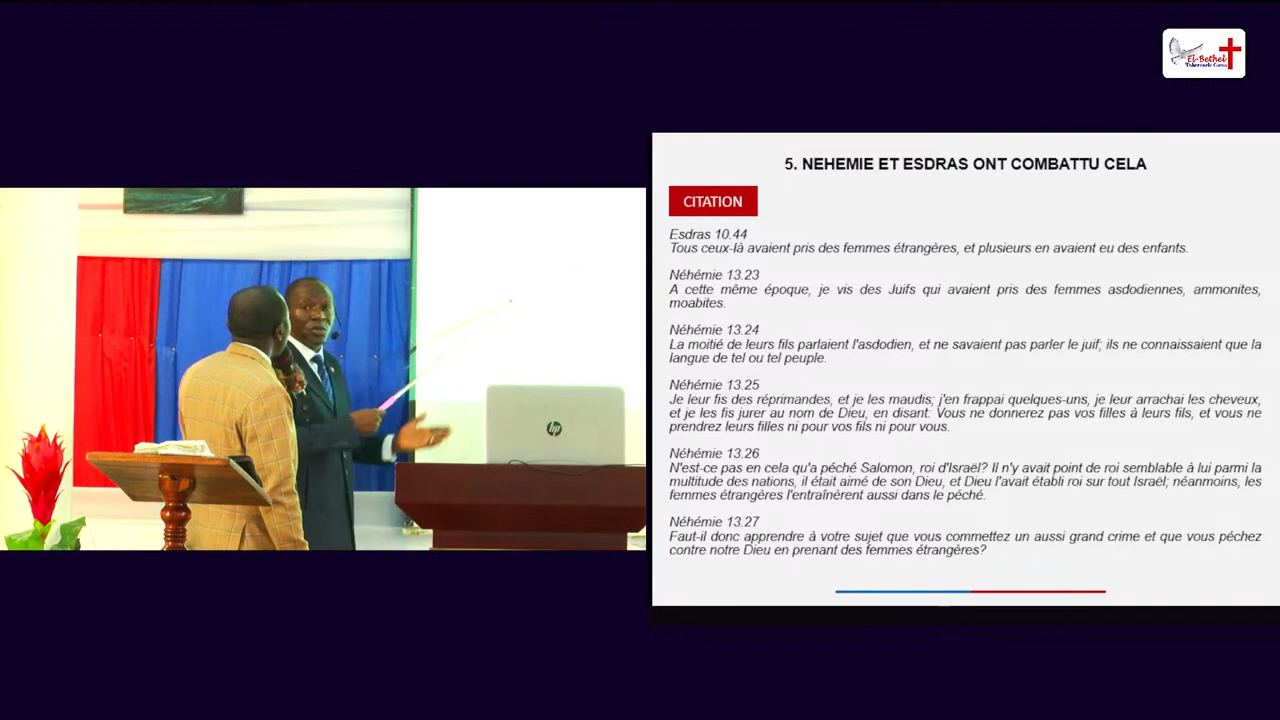 El-Bethel
5. NEHEMIE ET ESDRAS ONT COMBATTU CELA
CITATION
Esdras 10.44
Tous ceux-là avaient pris des femmes étrangères, et plusieurs en avaient eu des enfants.
Néhémie 13.23
A cette même époque, je vis des Juifs qui avaient pris des femmes asdodiennes, ammonites,
moabites.
Néhémie 13.24
La moitié de leurs fils parlaient l'asdodien, et ne savaient pas parler le juif; ils ne connaissaient que la
langue de tel ou tel peuple.
Néhémie 13.25
Je leur fis des réprimandes, et je les maudis; j'en frappai quelques-uns, je leur arrachai les cheveux,
et je les fis jurer au nom de Dieu, en disant: Vous ne donnerez pas vos filles à leurs fils, et vous ne
prendrez leurs filles ni pour vos fils ni pour vous.
Néhémie 13.26
N'est-ce pas en cela qu'a péché Salomon, roi d'Israël? Il n'y avait point de roi semblable à lui parmi la
multitude des nations, il était aimé de son Dieu, et Dieu l'avait établi roi sur tout Israël; néanmoins, les
femmes étrangères l'entraînèrent aussi dans le péché.
Néhémie 13.27
Faut-il donc apprendre à votre sujet que vous commettez un aussi grand crime et que vous péchez
contre notre Dieu en prenant des femmes étrangères?
hp